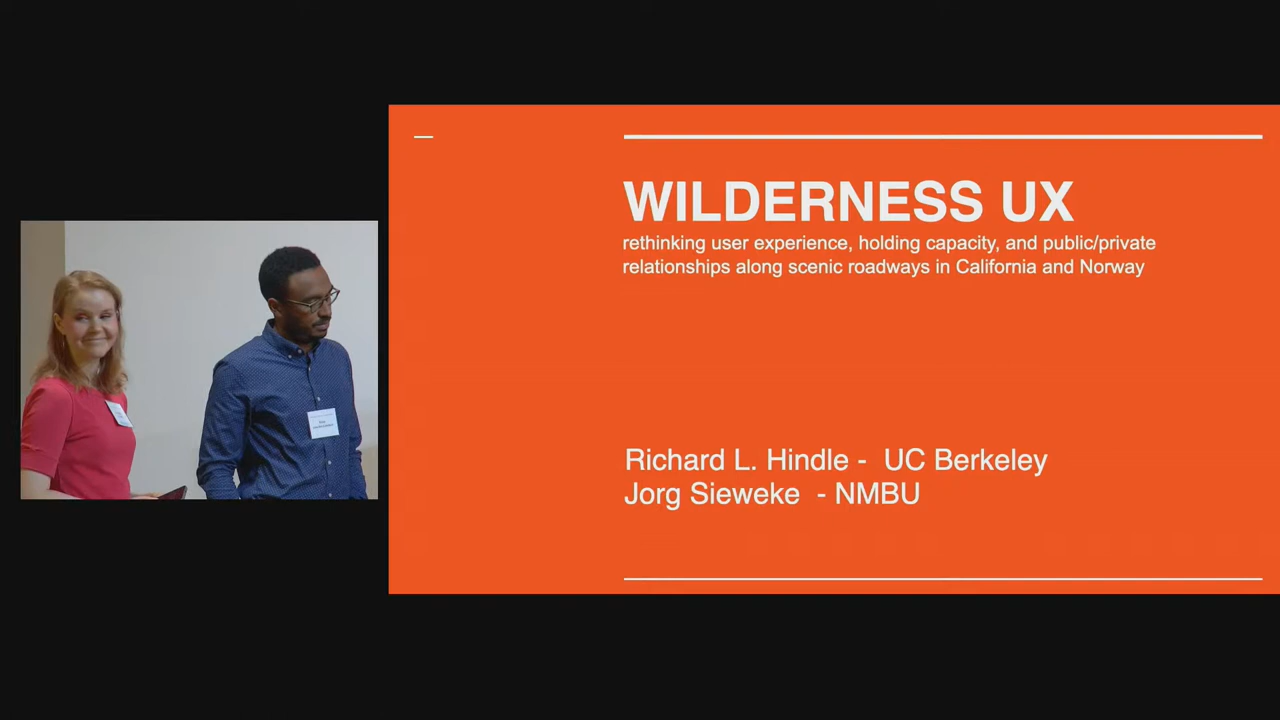 WILDERNESS UX
rethinking user experience, holding capacity, and public/private
relationships along scenic roadways in California and Norway
Richard L. Hindle - UC Berkeley
Jorg Sieweke - NMBU